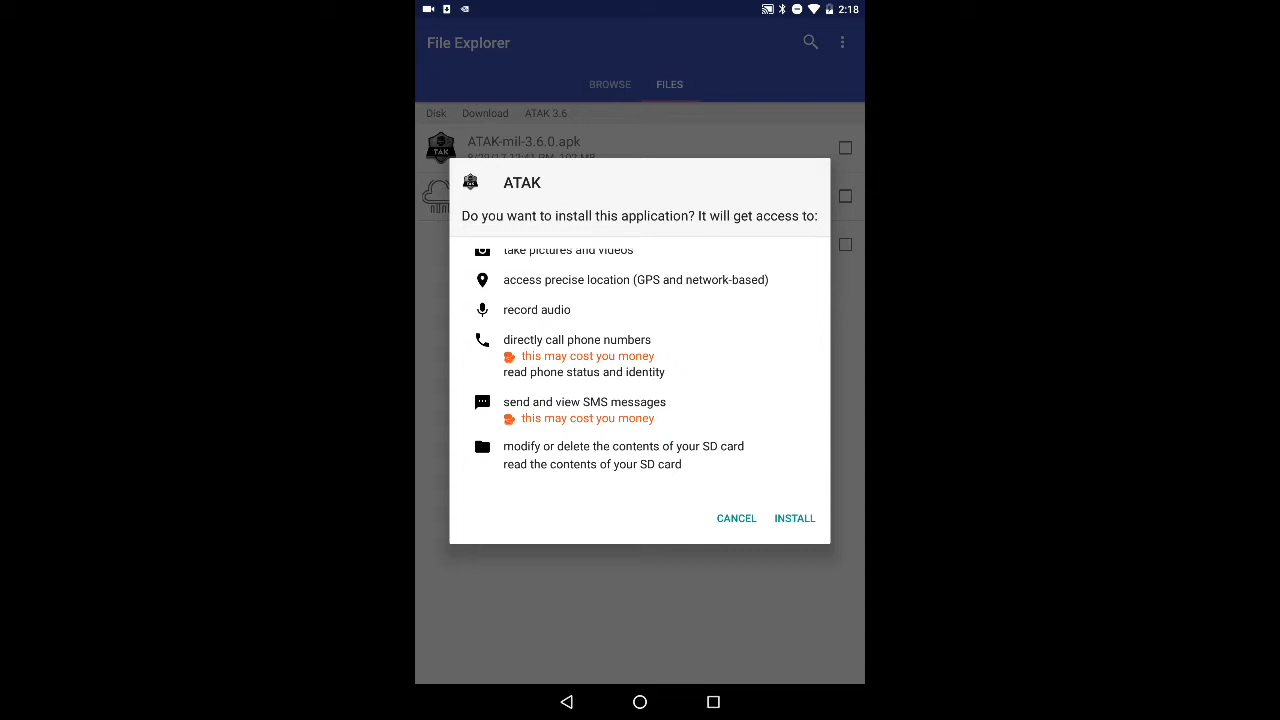 2:18
File Explorer
BROWSE FILES
Disk Download ATAK 3.6
ATAK-mil-3.6.0.apk
TAK
ATAK
Do you want to install this application? It will get access to:
take pictures and videos
access precise location (GPS and network-based)
record audio
directly call phone numbers
this may cost you money
read phone status and identity
send and view SMS messages
this may cost you money
modify or delete the contents of your SD card
read the contents of your SD card
CANCEL INSTALL